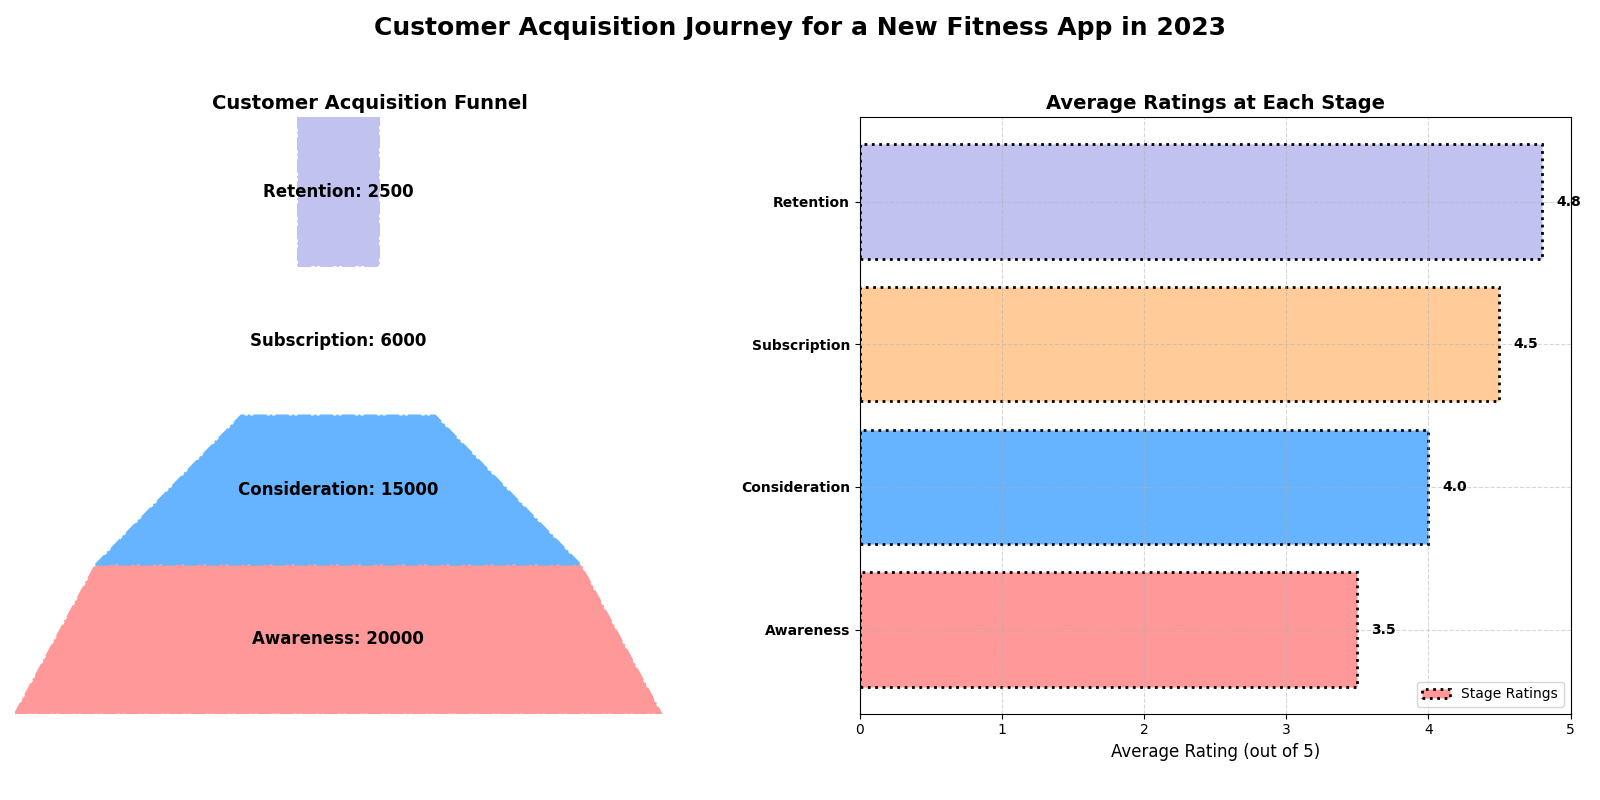 Customer Acquisition Journey for a New Fitness App in 2023
Customer Acquisition Funnel
Retention: 2500
Subscription: 6000
Consideration: 15000
Awareness: 20000
Average Ratings at Each Stage
Retention
4.8
Subscription
4.5
Consideration
4.0
Awareness
3.5
Stage Ratings
0 1 2 3 4 5
Average Rating (out of 5)